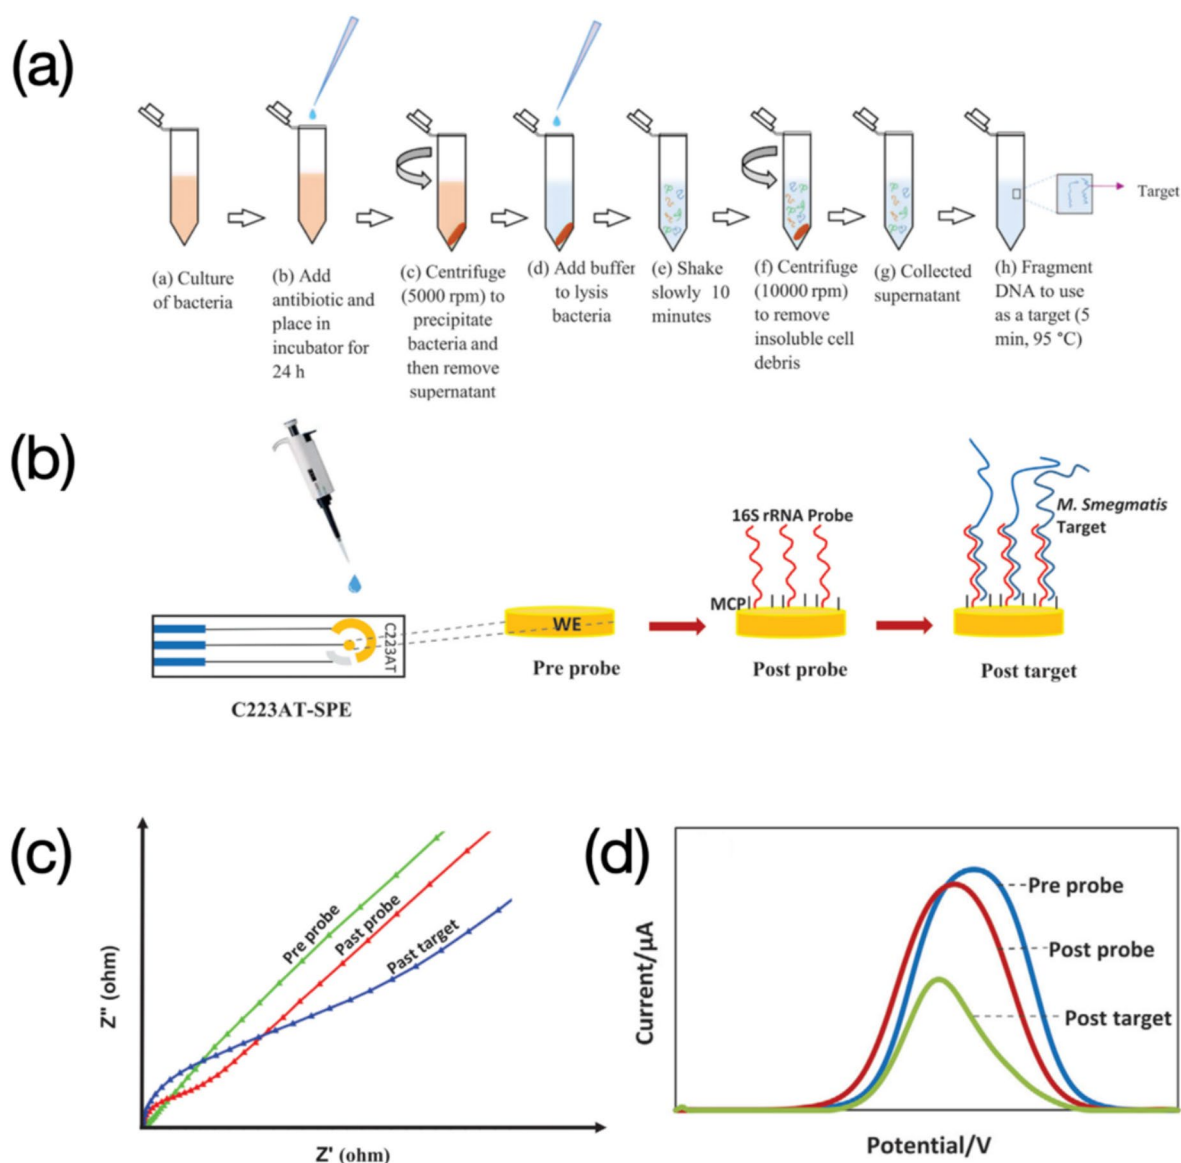 (a)
Target
(a) Culture
of bacteria
(b) Add
antibiotic and
place in
incubator for
24 h
(c) Centrifuge
(5000 rpm) to
precipitate
bacteria and
then remove
supernatant
(d) Add buffer
to lysis
bacteria
(e) Shake
slowly 10
minutes
(f) Centrifuge
(10000 rpm)
to remove
insoluble cell
debris
(g) Collected
supernatant
(h) Fragment
DNA to use
as a target (5
min, 95 °C)
(b)
C223AT
C223AT-SPE
WE
Pre probe
16S rRNA Probe
MCP
Post probe
M. Smegmatis
Target
Post target
(c)
Z" (ohm)
Pre probe
Past probe
Past target
Z' (ohm)
(d)
Current/µA
Pre probe
Post probe
Post target
Potential/V